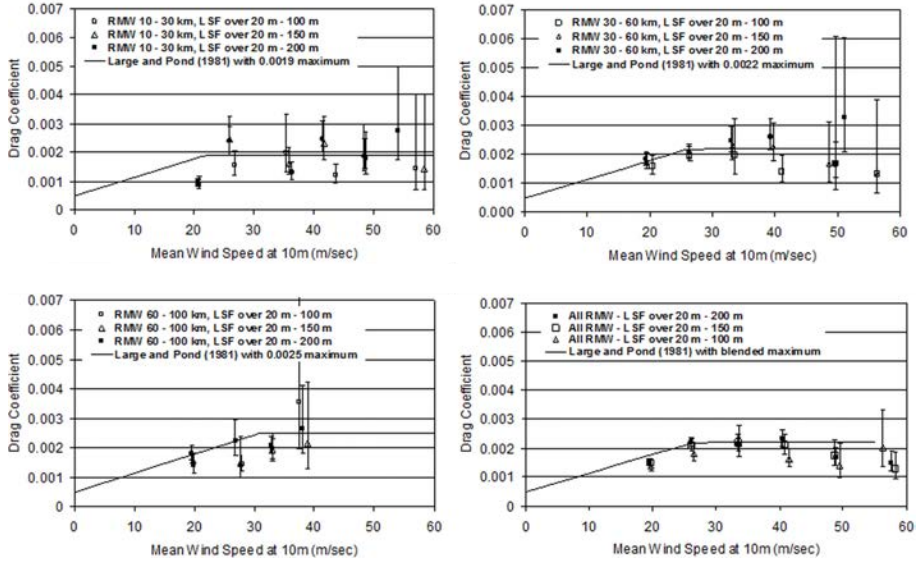 RMW 10 - 30 km, LSF over 20 m - 100 m
RMW 10 - 30 km, LSF over 20 m - 150 m
RMW 10 - 30 km, LSF over 20 m - 200 m
Large and Pond (1981) with 0.0019 maximum
0.007
0.006
0.005
0.004
0.003
0.002
0.001
0
Drag Coefficient
0 10 20 30 40 50 60
Mean Wind Speed at 10m (m/sec)
RMW 30 - 60 km, LSF over 20 m - 100 m
RMW 30 - 60 km, LSF over 20 m - 150 m
RMW 30 - 60 km, LSF over 20 m - 200 m
Large and Pond (1981) with 0.0022 maximum
0.007
0.006
0.005
0.004
0.003
0.002
0.001
0.000
Drag Coefficient
0 10 20 30 40 50 60
Mean Wind Speed at 10m (m/sec)
RMW 60 - 100 km, LSF over 20 m - 100 m
RMW 60 - 100 km, LSF over 20 m - 150 m
RMW 60 - 100 km, LSF over 20 m - 200 m
Large and Pond (1981) with 0.0025 maximum
0.007
0.006
0.005
0.004
0.003
0.002
0.001
0
Drag Coefficient
0 10 20 30 40 50 60
Mean Wind Speed at 10m (m/sec)
All RMW - LSF over 20 m - 200 m
All RMW - LSF over 20 m - 150 m
All RMW - LSF over 20 m - 100 m
Large and Pond (1981) with blended maximum
0.007
0.006
0.005
0.004
0.003
0.002
0.001
0
Drag Coefficient
0 10 20 30 40 50 60
Mean Wind Speed at 10m (m/sec)